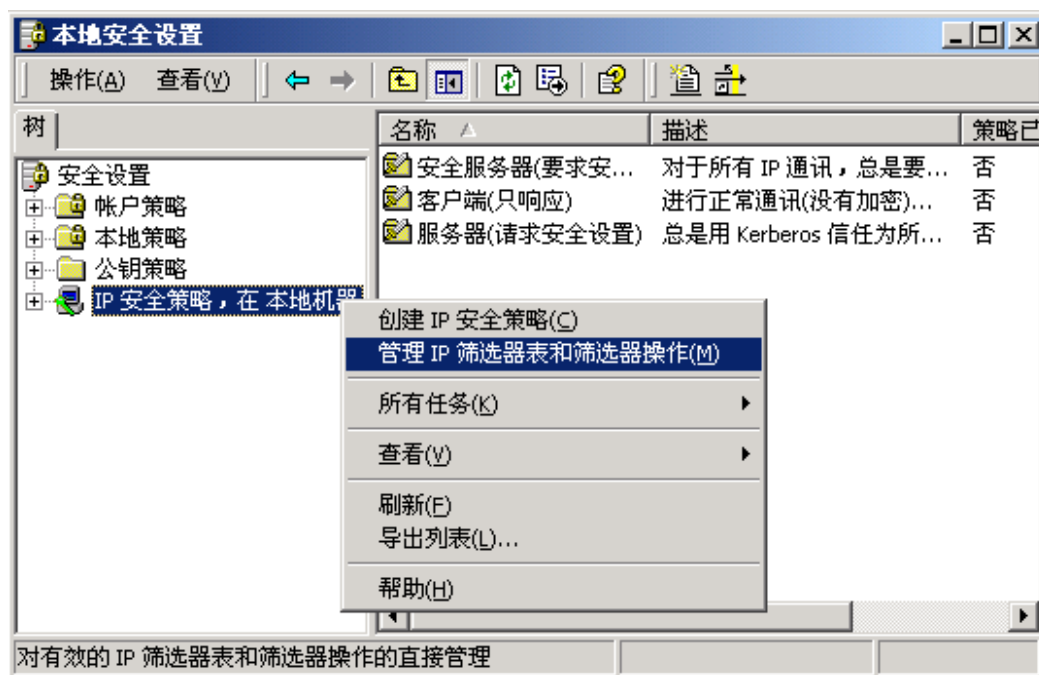 本地安全设置
操作(A) 查看(V)
树
名称 描述 策略已
安全设置
帐户策略
本地策略
公钥策略
IP 安全策略，在 本地机器
安全服务器(要求安... 对于所有 IP 通讯，总是要... 否
客户端(只响应) 进行正常通讯(没有加密)... 否
服务器(请求安全设置) 总是用 Kerberos 信任为所... 否
创建 IP 安全策略(C)
管理 IP 筛选器表和筛选器操作(M)
所有任务(K)
查看(V)
刷新(F)
导出列表(L)...
帮助(H)
对有效的 IP 筛选器表和筛选器操作的直接管理